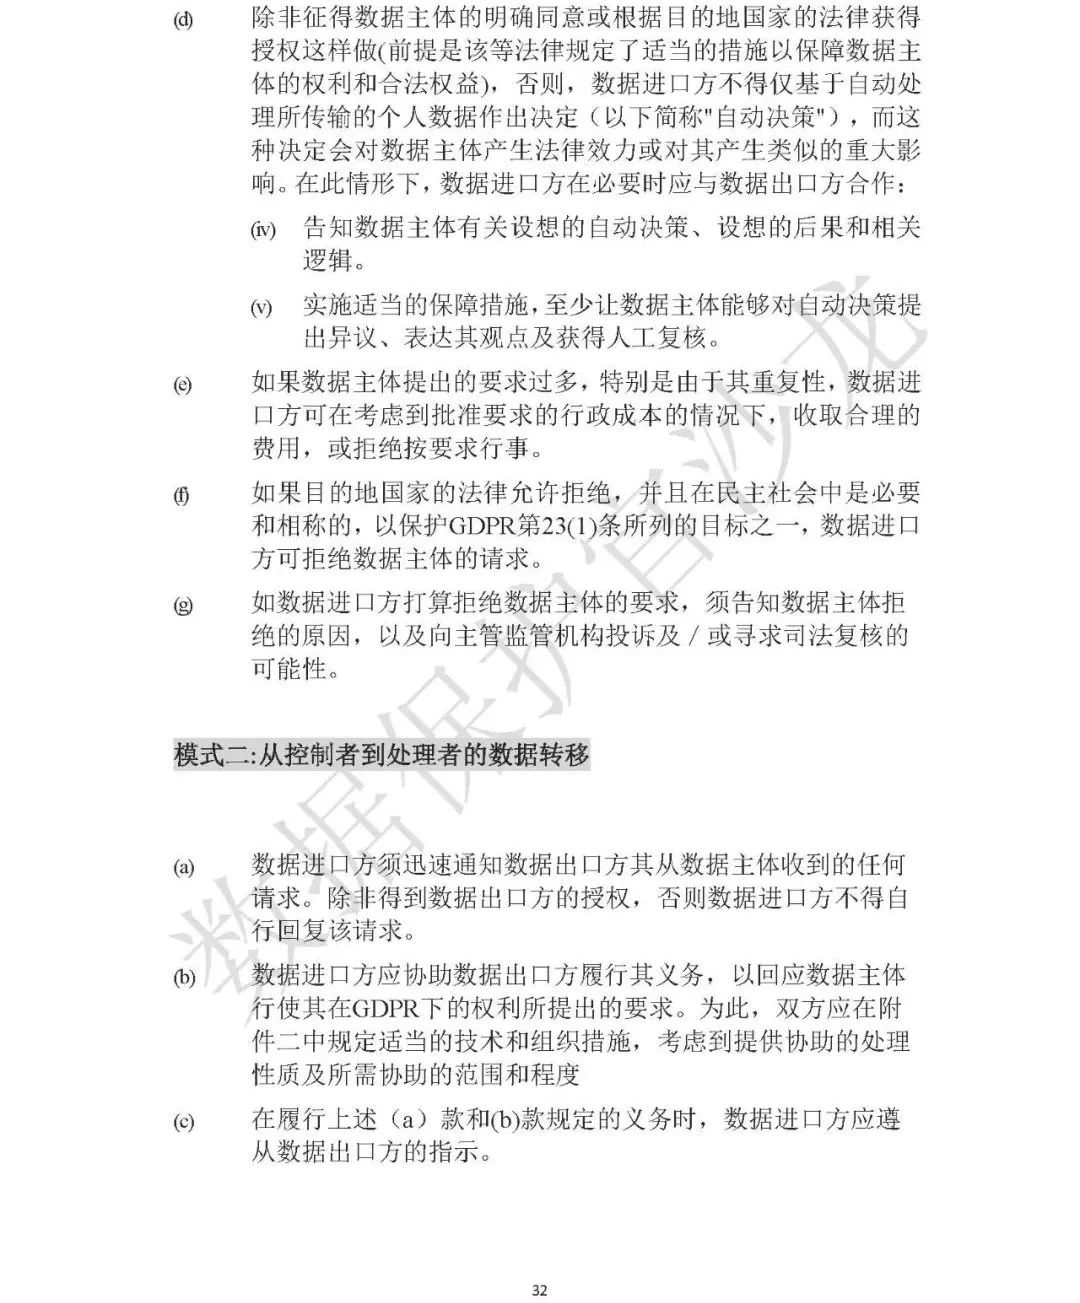 (d) 除非征得数据主体的明确同意或根据目的地国家的法律获得
授权这样做(前提是该等法律规定了适当的措施以保障数据主
体的权利和合法权益)，否则，数据进口方不得仅基于自动处
理所传输的个人数据作出决定（以下简称"自动决策"），而这
种决定会对数据主体产生法律效力或对其产生类似的重大影
响。在此情形下，数据进口方在必要时应与数据出口方合作：
(iv) 告知数据主体有关设想的自动决策、设想的后果和相关
逻辑。
(v) 实施适当的保障措施，至少让数据主体能够对自动决策提
出异议、表达其观点及获得人工复核。
(e) 如果数据主体提出的要求过多，特别是由于其重复性，数据进
口方可在考虑到批准要求的行政成本的情况下，收取合理的
费用，或拒绝按要求行事。
(f) 如果目的地国家的法律允许拒绝，并且在民主社会中是必要
和相称的，以保护GDPR第23(1)条所列的目标之一，数据进口
方可拒绝数据主体的请求。
(g) 如数据进口方打算拒绝数据主体的要求，须告知数据主体拒
绝的原因，以及向主管监管机构投诉及／或寻求司法复核的
可能性。
模式二:从控制者到处理者的数据转移
(a) 数据进口方须迅速通知数据出口方其从数据主体收到的任何
请求。除非得到数据出口方的授权，否则数据进口方不得自
行回复该请求。
(b) 数据进口方应协助数据出口方履行其义务，以回应数据主体
行使其在GDPR下的权利所提出的要求。为此，双方应在附
件二中规定适当的技术和组织措施，考虑到提供协助的处理
性质及所需协助的范围和程度
(c) 在履行上述（a）款和(b)款规定的义务时，数据进口方应遵
从数据出口方的指示。
数据保护官沙龙
32